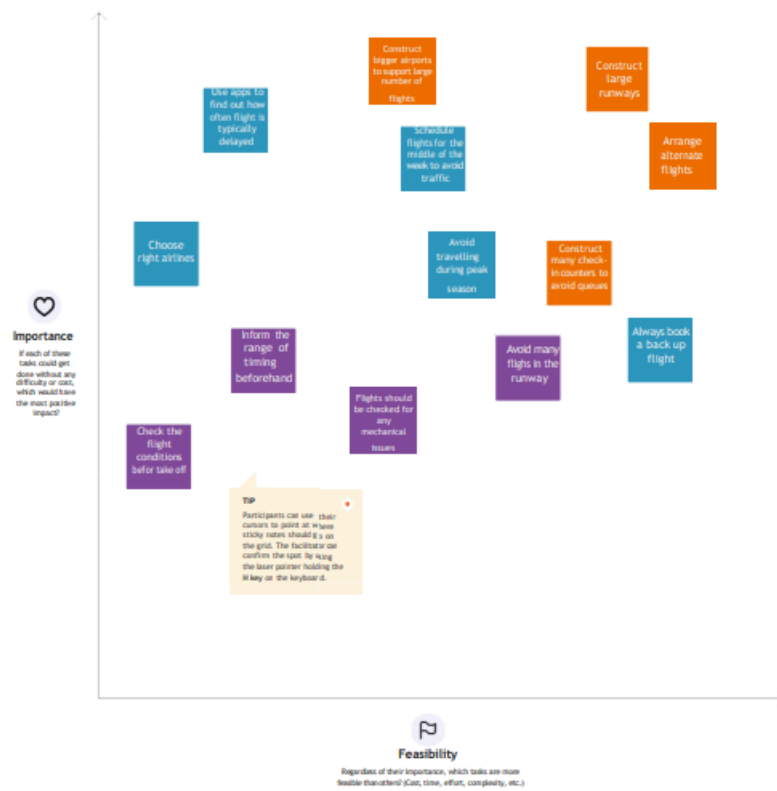 Construct
bigger airports
to support large
number of
flights
Construct
large
runways
Use apps to
find out how
often flight is
typically
delayed
Schedule
flights for the
middle of the
week to avoid
traffic
Arrange
alternate
flights
Choose
right airlines
Avoid
travelling
during peak
season
Construct
many check-
in counters to
avoid queues
Importance
If each of these
tasks could get
done without any
difficulty or cost,
which would have
the most positive
impact?
Inform the
range of
timing
beforehand
Avoid many
flighs in the
runway
Always book
a back up
flight
Flights should
be checked for
any
mechanical
issues
Check the
flight
conditions
befor take off
TIP
Participants can use their
cursors to point at where
sticky notes should go on
the grid. The facilitator can
confirm the spot by using
the laser pointer holding the
H key on the keyboard.
Feasibility
Regardless of their importance, which tasks are more
feasible than others? (Cost, time, effort, complexity, etc.)